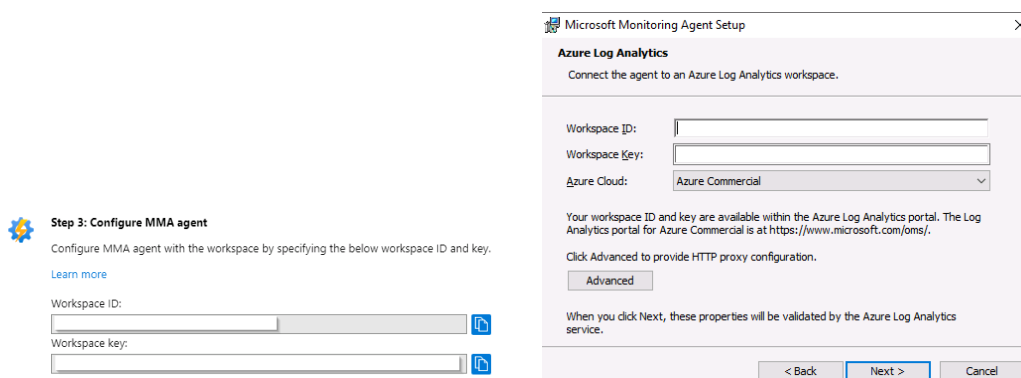 Step 3: Configure MMA agent
Configure MMA agent with the workspace by specifying the below workspace ID and key.
Learn more
Workspace ID:
Workspace key:
Microsoft Monitoring Agent Setup
Azure Log Analytics
Connect the agent to an Azure Log Analytics workspace.
Workspace ID:
Workspace Key:
Azure Cloud: Azure Commercial
Your workspace ID and key are available within the Azure Log Analytics portal. The Log
Analytics portal for Azure Commercial is at https://www.microsoft.com/oms/.
Click Advanced to provide HTTP proxy configuration.
Advanced
When you click Next, these properties will be validated by the Azure Log Analytics
service.
< Back Next > Cancel